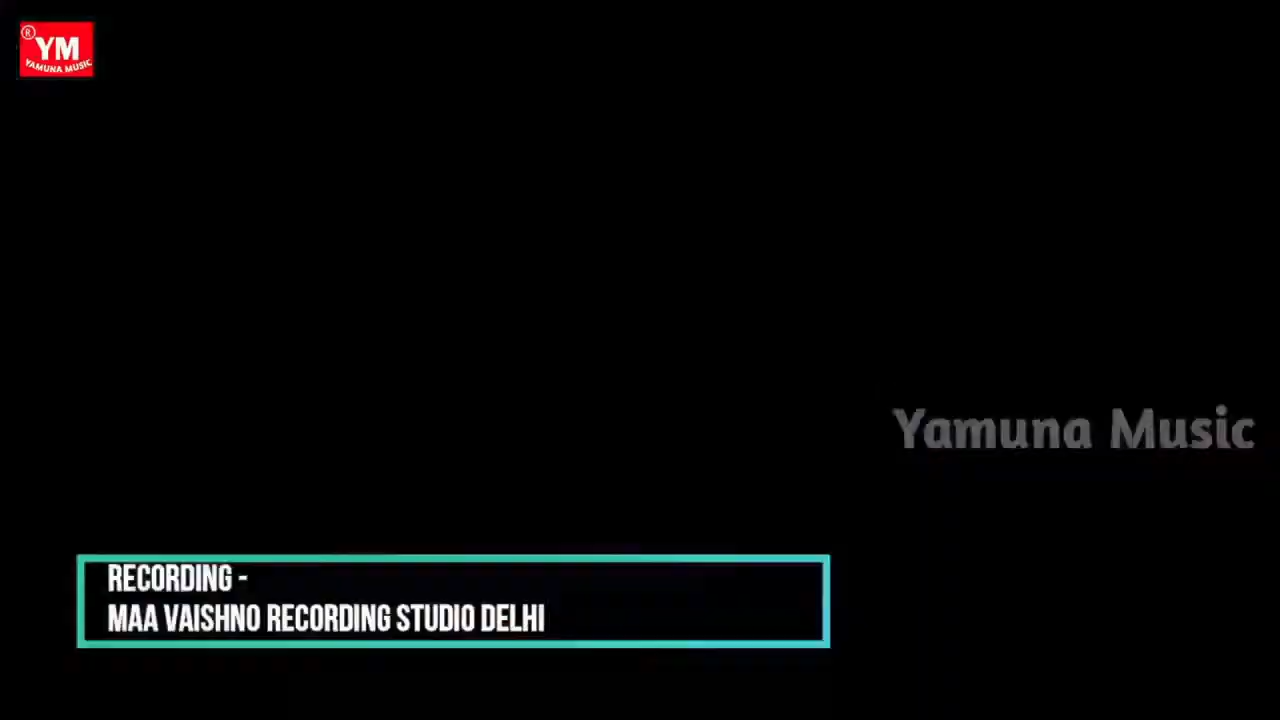 ®
YM
YAMUNA MUSIC
Yamuna Music
RECORDING -
MAA VAISHNO RECORDING STUDIO DELHI